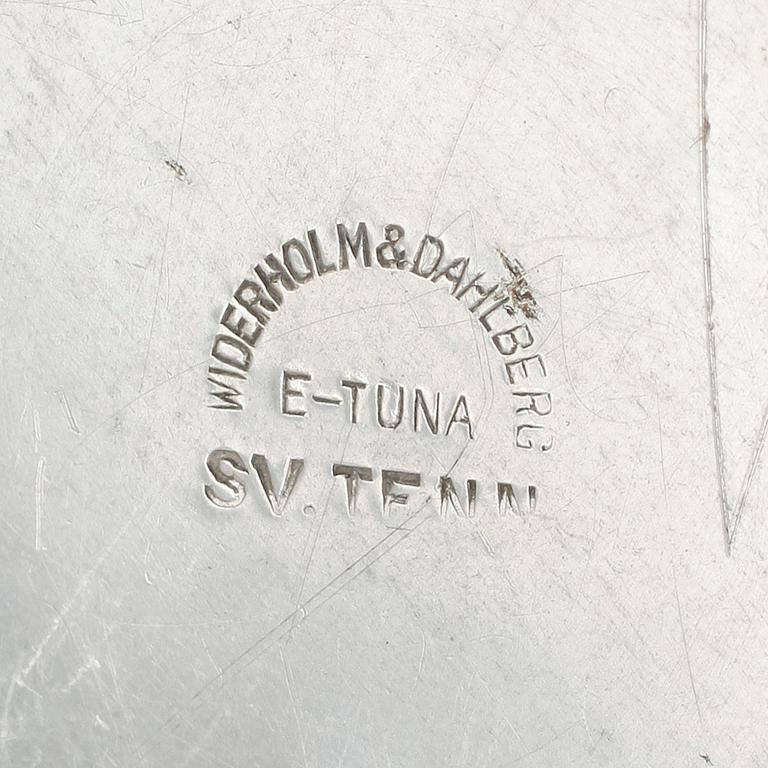 WIDERHOLM & DAHLBERG
E-TUNA
SV. TENN